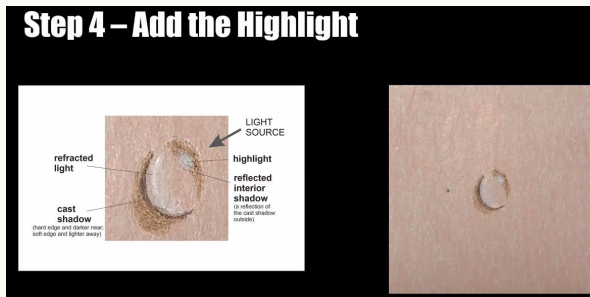 Step 4 – Add the Highlight
LIGHT
SOURCE
refracted
light
highlight
reflected
interior
shadow
(a reflection of
the cast shadow
outside)
cast
shadow
(hard edge and darker near;
soft edge and lighter away)